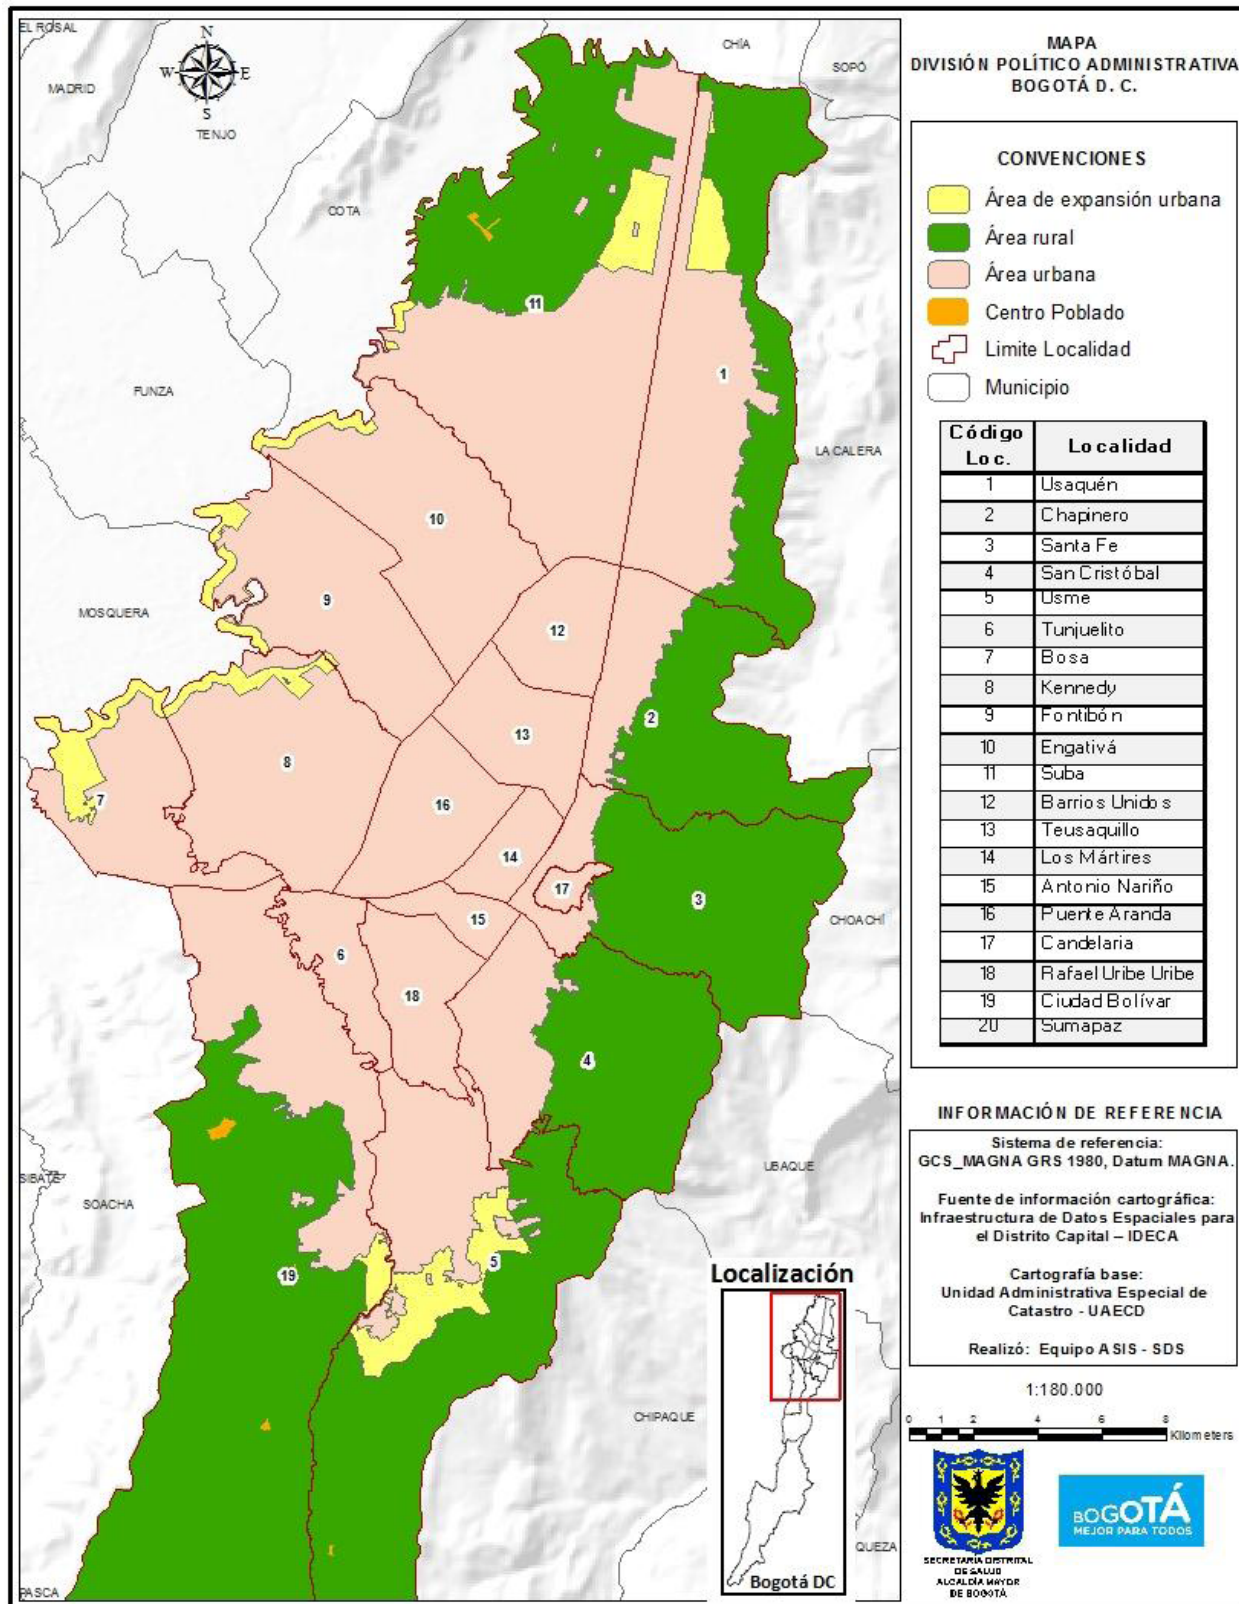 EL ROSAL
MADRID
TENJO
N
W
E
S
CHÍA
SOPÓ
COTA
FUNZA
LA CALERA
MOSQUERA
CHOACHÍ
SIBATÉ
SOACHA
UBAQUE
CHIPAQUE
QUEZA
PASCA
11
1
10
9
12
2
13
8
7
16
14
17
3
15
6
18
4
5
19
Localización
Bogotá DC
MAPA
DIVISIÓN POLÍTICO ADMINISTRATIVA
BOGOTÁ D. C.
CONVENCIONES
Área de expansión urbana
Área rural
Área urbana
Centro Poblado
Limite Localidad
Municipio
Código Loc. Localidad
1 Usaquén
2 Chapinero
3 Santa Fe
4 San Cristóbal
5 Usme
6 Tunjuelito
7 Bosa
8 Kennedy
9 Fontibón
10 Engativá
11 Suba
12 Barrios Unidos
13 Teusaquillo
14 Los Mártires
15 Antonio Nariño
16 Puente Aranda
17 Candelaria
18 Rafael Uribe Uribe
19 Ciudad Bolívar
20 Sumapaz
INFORMACIÓN DE REFERENCIA
Sistema de referencia:
GCS_MAGNA GRS 1980, Datum MAGNA.
Fuente de información cartográfica:
Infraestructura de Datos Espaciales para
el Distrito Capital – IDECA
Cartografía base:
Unidad Administrativa Especial de
Catastro - UAECD
Realizó: Equipo ASIS - SDS
1:180.000
0 1 2 4 6 8
Kilometers
SECRETARIA DISTRITAL
DE SALUD
ALCALDÍA MAYOR
DE BOGOTÁ
BOGOTÁ
MEJOR PARA TODOS